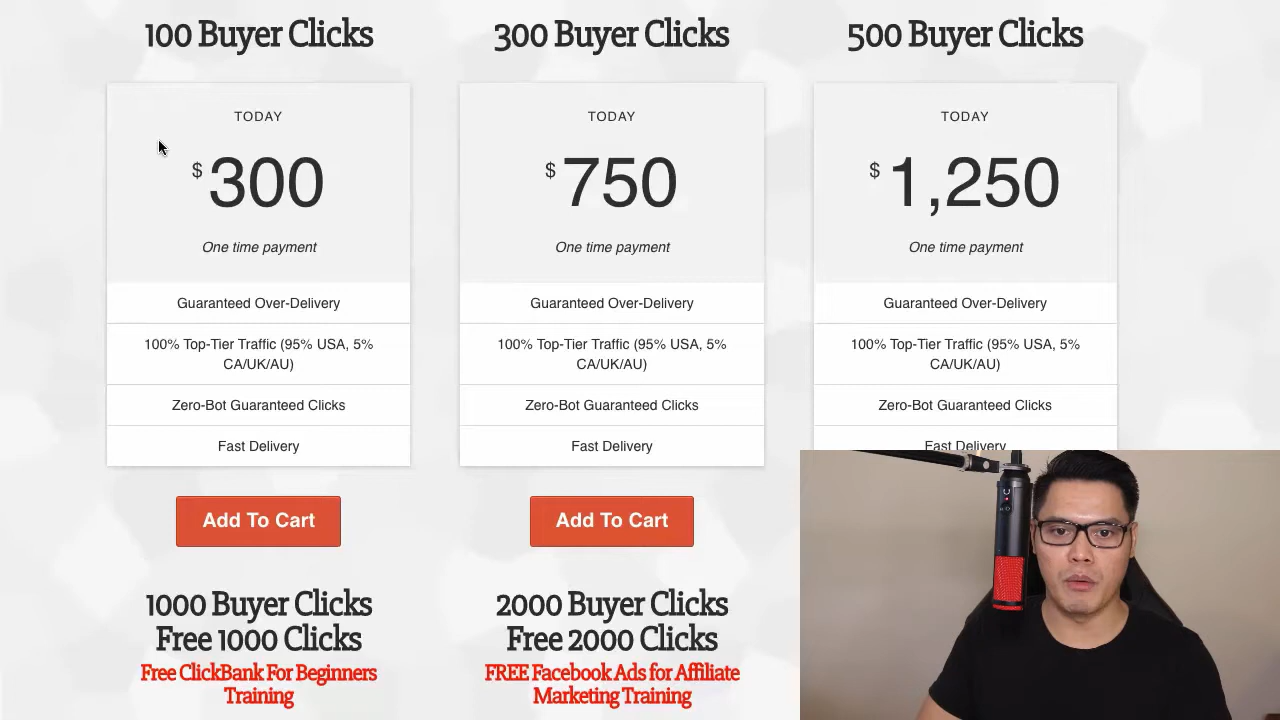 100 Buyer Clicks
TODAY
$ 300
One time payment
Guaranteed Over-Delivery
100% Top-Tier Traffic (95% USA, 5%
CA/UK/AU)
Zero-Bot Guaranteed Clicks
Fast Delivery
Add To Cart
300 Buyer Clicks
TODAY
$ 750
One time payment
Guaranteed Over-Delivery
100% Top-Tier Traffic (95% USA, 5%
CA/UK/AU)
Zero-Bot Guaranteed Clicks
Fast Delivery
Add To Cart
500 Buyer Clicks
TODAY
$ 1,250
One time payment
Guaranteed Over-Delivery
100% Top-Tier Traffic (95% USA, 5%
CA/UK/AU)
Zero-Bot Guaranteed Clicks
Fast Delivery
1000 Buyer Clicks
Free 1000 Clicks
Free ClickBank For Beginners
Training
2000 Buyer Clicks
Free 2000 Clicks
FREE Facebook Ads for Affiliate
Marketing Training